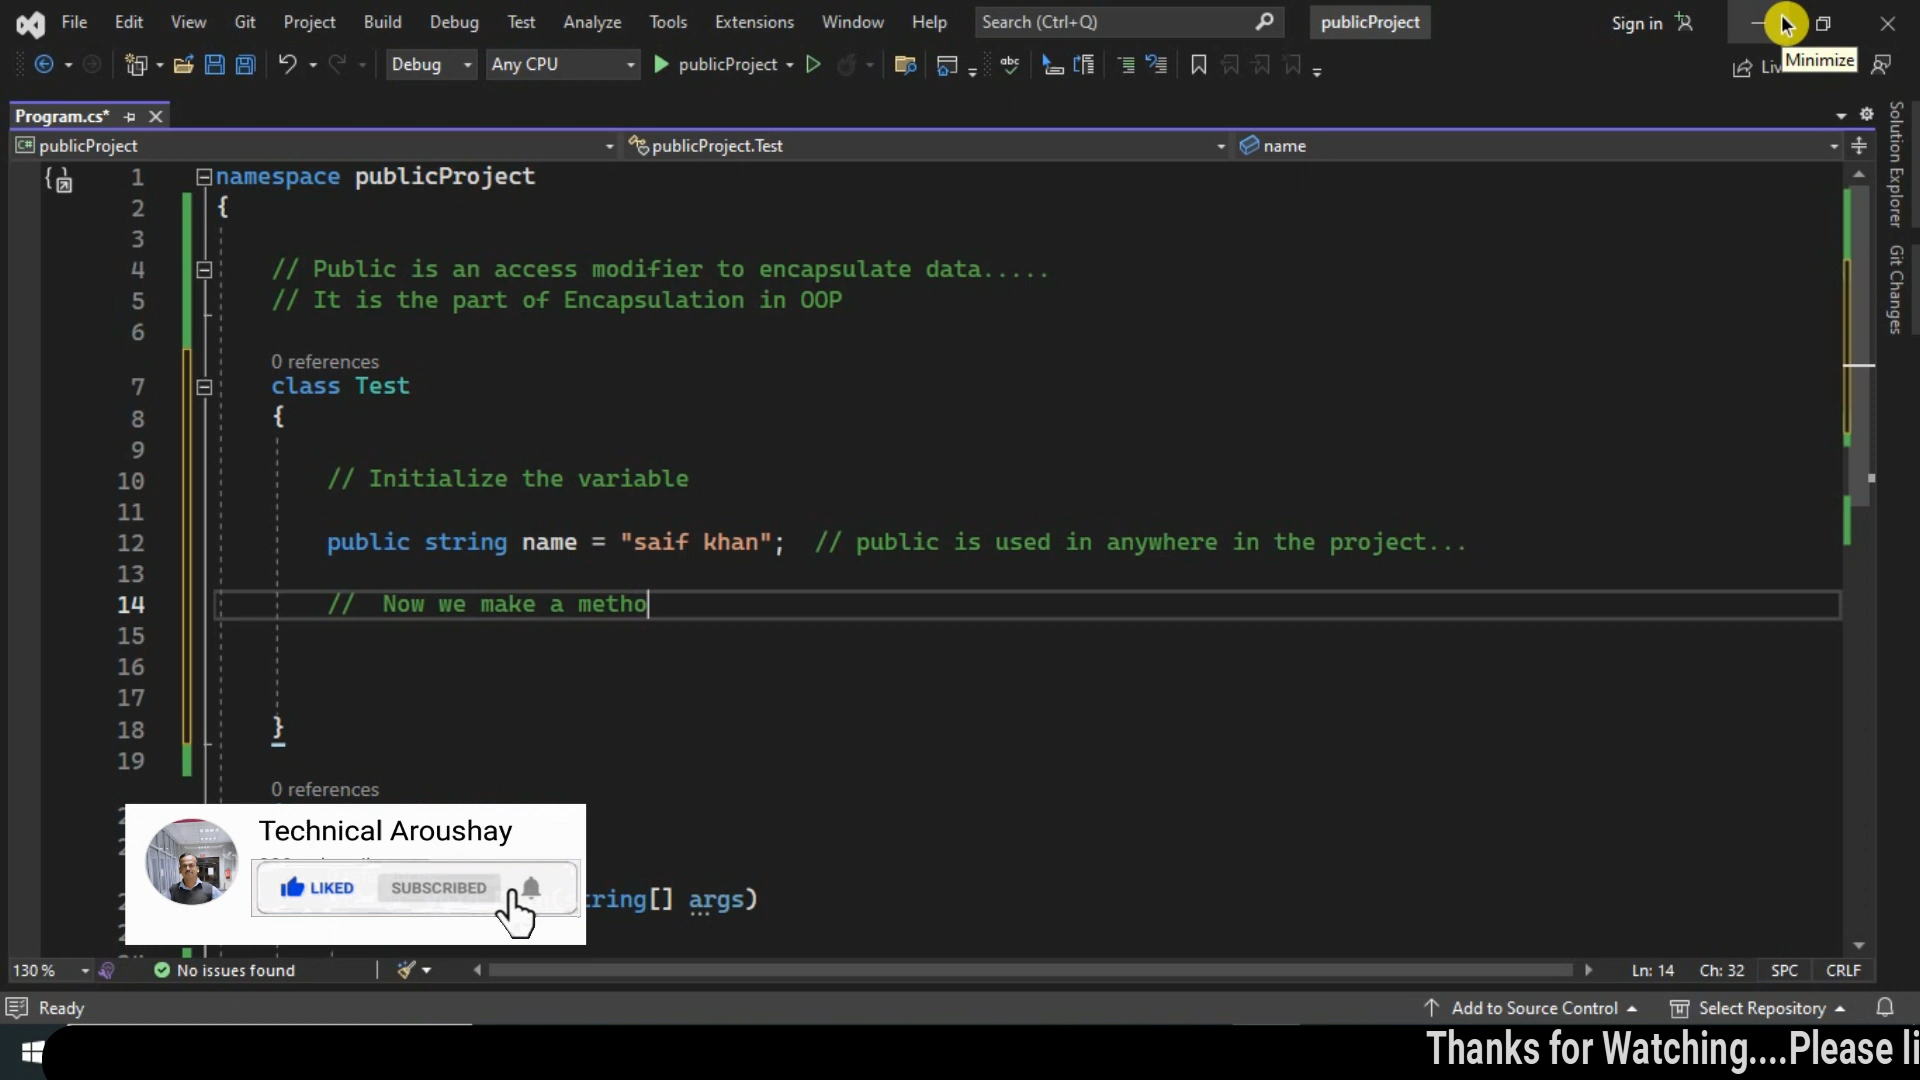 File Edit View Git Project Build Debug Test Analyze Tools Extensions Window Help Search (Ctrl+Q) publicProject Sign in
Debug Any CPU publicProject Minimize
Program.cs*
publicProject publicProject.Test name
Solution Explorer
Git Changes
1 namespace publicProject
2 {
3
4 // Public is an access modifier to encapsulate data.....
5 // It is the part of Encapsulation in OOP
6
0 references
7 class Test
8 {
9
10 // Initialize the variable
11
12 public string name = "saif khan"; // public is used in anywhere in the project...
13
14 // Now we make a metho
15
16
17
18 }
19
0 references
Technical Aroushay
LIKED SUBSCRIBED
string[] args)
130 % No issues found Ln: 14 Ch: 32 SPC CRLF
Ready Add to Source Control Select Repository
Thanks for Watching....Please li